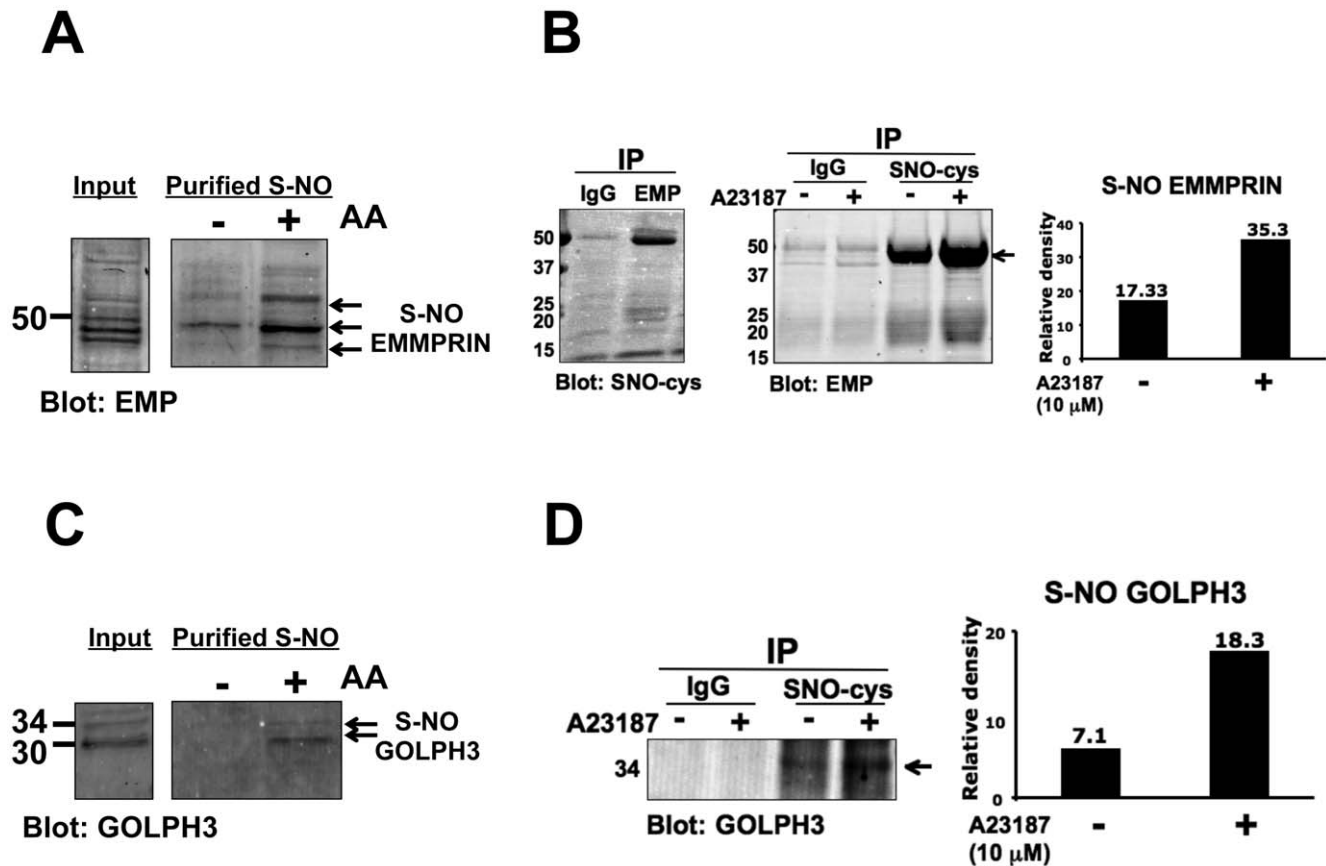 A
Input Purified S-NO
- + AA
50
S-NO
EMMPRIN
Blot: EMP
B
IP
IgG EMP
50
37
25
20
15
Blot: SNO-cys
IP
IgG SNO-cys
A23187 - + - +
50
37
25
20
15
Blot: EMP
S-NO EMMPRIN
Relative density
40
30
20
10
0
17.33
35.3
A23187 - +
(10 μM)
C
Input Purified S-NO
- + AA
34
30
S-NO
GOLPH3
Blot: GOLPH3
D
IP
IgG SNO-cys
A23187 - + - +
34
Blot: GOLPH3
S-NO GOLPH3
Relative density
20
10
0
7.1
18.3
A23187 - +
(10 μM)